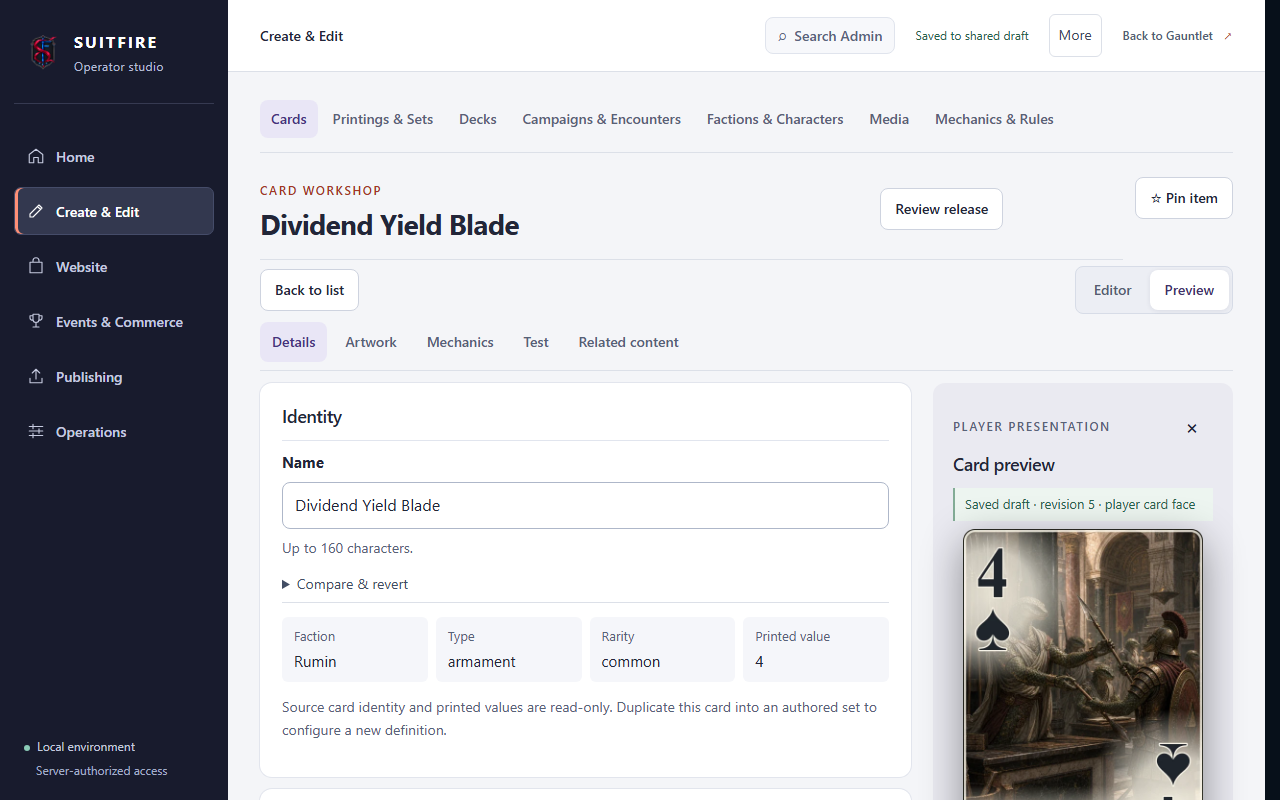 SUITFIRE
Operator studio
Home
Create & Edit
Website
Events & Commerce
Publishing
Operations
Local environment
Server-authorized access
Create & Edit
Search Admin
Saved to shared draft
More
Back to Gauntlet ↗
Cards
Printings & Sets
Decks
Campaigns & Encounters
Factions & Characters
Media
Mechanics & Rules
CARD WORKSHOP
Dividend Yield Blade
Review release
☆ Pin item
Back to list
Editor
Preview
Details
Artwork
Mechanics
Test
Related content
Identity
Name
Dividend Yield Blade
Up to 160 characters.
Compare & revert
Faction
Rumin
Type
armament
Rarity
common
Printed value
4
Source card identity and printed values are read-only. Duplicate this card into an authored set to
configure a new definition.
PLAYER PRESENTATION
×
Card preview
Saved draft · revision 5 · player card face
4